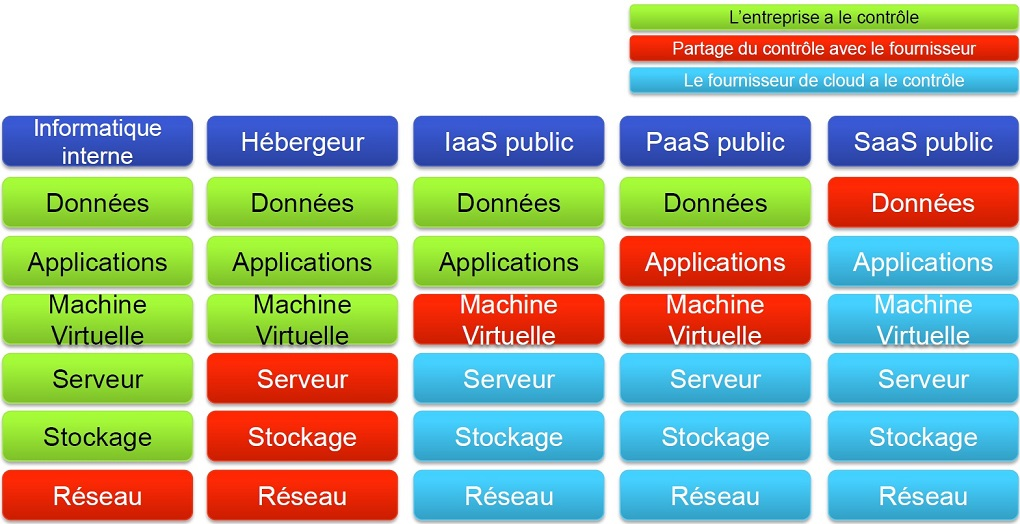 L'entreprise a le contrôle
Partage du contrôle avec le fournisseur
Le fournisseur de cloud a le contrôle
Informatique
interne
Hébergeur
IaaS public
PaaS public
SaaS public
Données
Données
Données
Données
Données
Applications
Applications
Applications
Applications
Applications
Machine
Virtuelle
Machine
Virtuelle
Machine
Virtuelle
Machine
Virtuelle
Machine
Virtuelle
Serveur
Serveur
Serveur
Serveur
Serveur
Stockage
Stockage
Stockage
Stockage
Stockage
Réseau
Réseau
Réseau
Réseau
Réseau